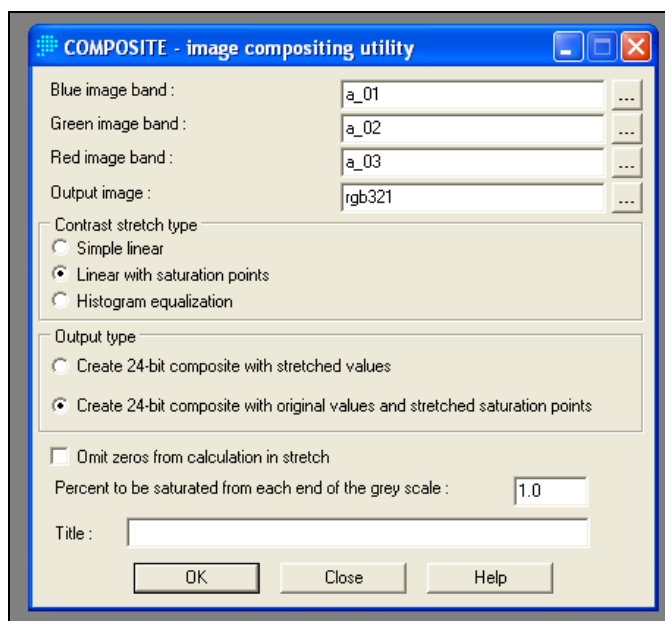 COMPOSITE - image compositing utility
Blue image band : a_01 ...
Green image band : a_02 ...
Red image band : a_03 ...
Output image : rgb321 ...
Contrast stretch type
Simple linear
Linear with saturation points
Histogram equalization
Output type
Create 24-bit composite with stretched values
Create 24-bit composite with original values and stretched saturation points
Omit zeros from calculation in stretch
Percent to be saturated from each end of the grey scale : 1.0
Title :
OK Close Help